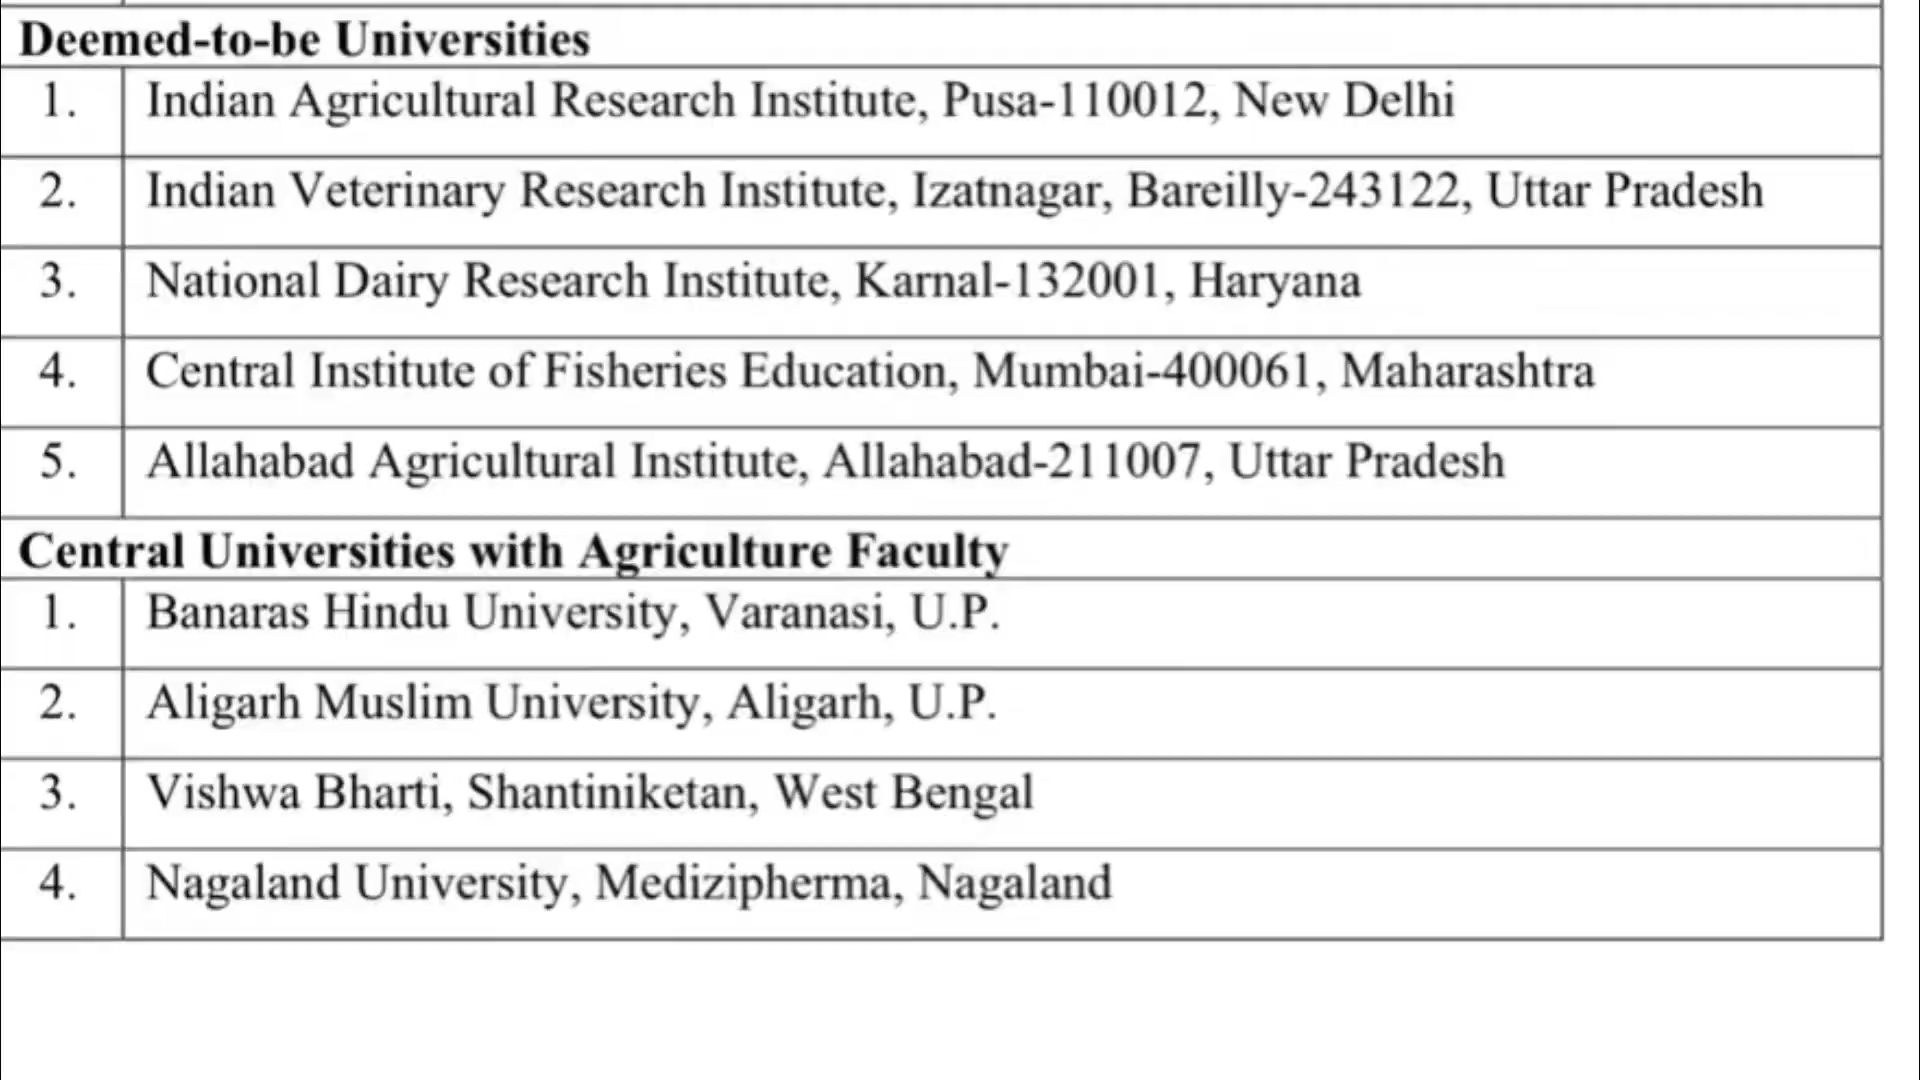 Deemed-to-be Universities
1. Indian Agricultural Research Institute, Pusa-110012, New Delhi
2. Indian Veterinary Research Institute, Izatnagar, Bareilly-243122, Uttar Pradesh
3. National Dairy Research Institute, Karnal-132001, Haryana
4. Central Institute of Fisheries Education, Mumbai-400061, Maharashtra
5. Allahabad Agricultural Institute, Allahabad-211007, Uttar Pradesh
Central Universities with Agriculture Faculty
1. Banaras Hindu University, Varanasi, U.P.
2. Aligarh Muslim University, Aligarh, U.P.
3. Vishwa Bharti, Shantiniketan, West Bengal
4. Nagaland University, Medizipherma, Nagaland